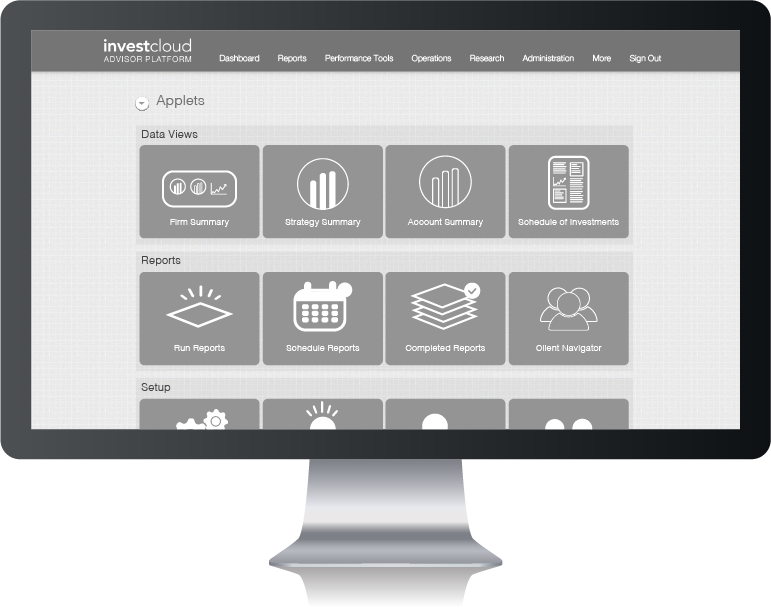 investcloud
ADVISOR PLATFORM
Dashboard Reports Performance Tools Operations Research Administration More Sign Out
Applets
Data Views
Firm Summary Strategy Summary Account Summary Schedule of Investments
Reports
Run Reports Schedule Reports Completed Reports Client Navigator
Setup